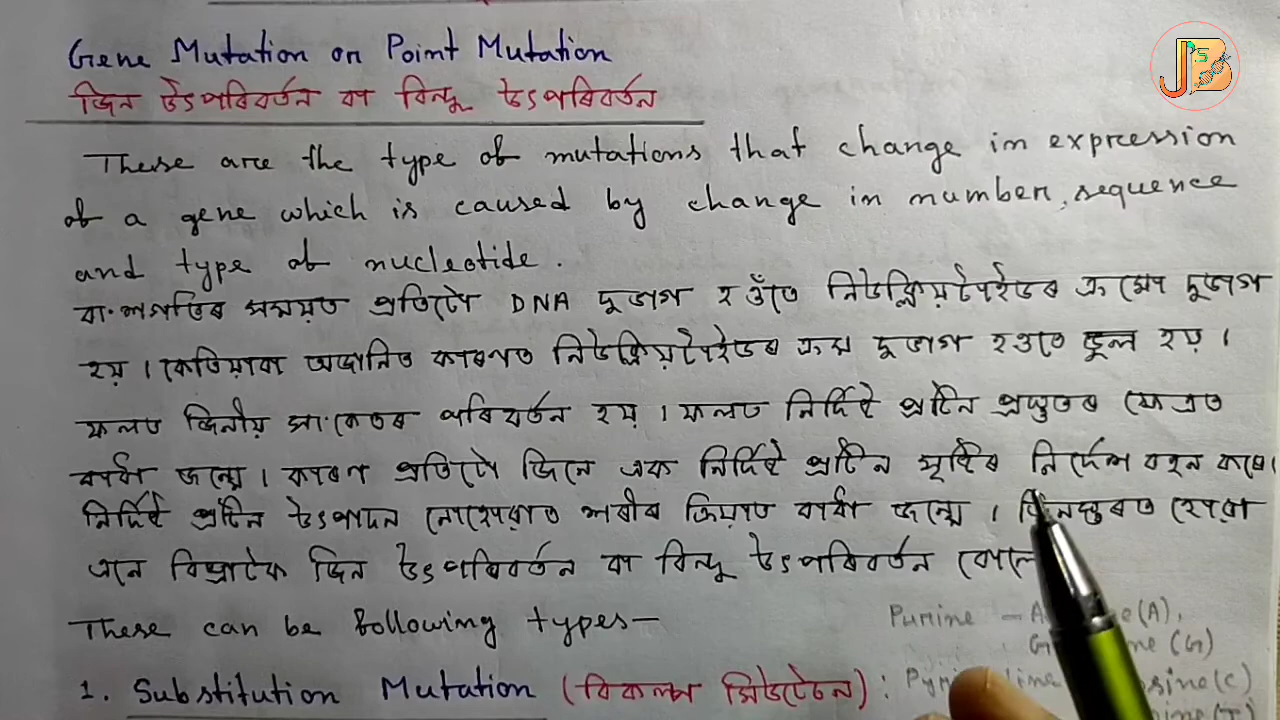 Gene Mutation or Point Mutation
জিন উৎপৰিবৰ্তন বা বিন্দু উৎপৰিবৰ্তন
These are the type of mutations that change in expression
of a gene which is caused by change in number, sequence
and type of nucleotide.
বংশগতিৰ সময়ত প্ৰতিটো DNA দুভাগ হওঁতে নিউক্লিয়টাইডৰ ক্ৰমো দুভাগ
হয়। কেতিয়াবা অজানিত কাৰণত নিউক্লিয়টাইডৰ ক্ৰম দুভাগ হওতে ভুল হয়।
ফলত জিনীয় সংকেতৰ পৰিবৰ্তন হয়। ফলত নিৰ্দিষ্ট প্ৰটিন প্ৰস্তুতৰ ক্ষেত্ৰত
বাধা জন্মে। কাৰণ প্ৰতিটো জিনে এক নিৰ্দিষ্ট প্ৰটিন সৃষ্টিৰ নিৰ্দেশ বহন কৰে।
নিৰ্দিষ্ট প্ৰটিন উৎপাদন নোহোৱাত শৰীৰ ক্ৰিয়াত বাধা জন্মে। হোৱা
এনে বিভ্ৰাটক জিন উৎপৰিবৰ্তন বা বিন্দু উৎপৰিবৰ্তন বোলে
These can be following types-
Purine - (A),
(G)
1. Substitution Mutation (বিকল্প মিউটেচন) :
(C)
(T)
JB